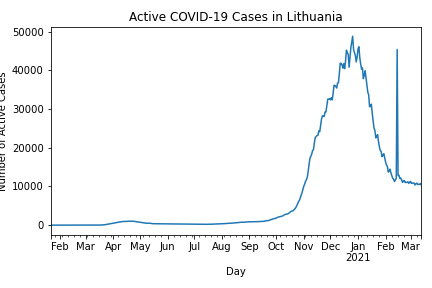 Active COVID-19 Cases in Lithuania
Number of Active Cases
50000
40000
30000
20000
10000
0
Feb Mar Apr May Jun Jul Aug Sep Oct Nov Dec Jan Feb Mar
2021
Day